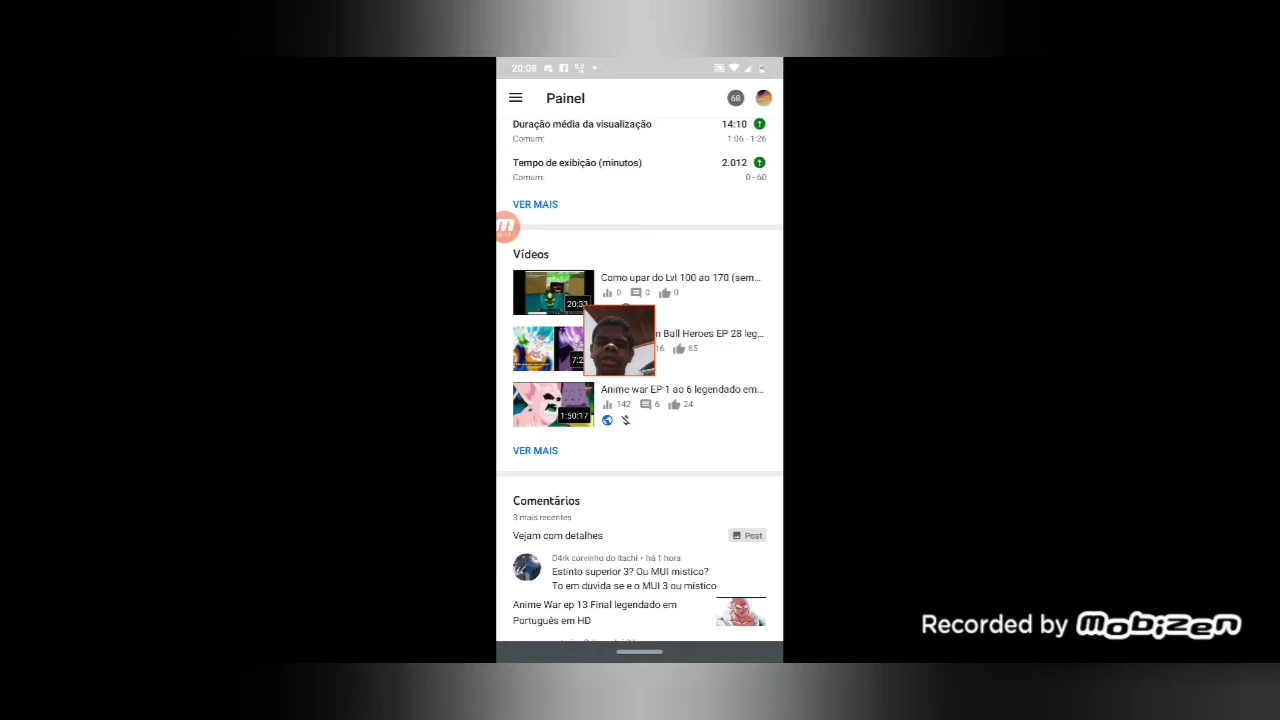 20:08
Painel
68
Duração média da visualização 14:10
Comum: 1:06 - 1:26
Tempo de exibição (minutos) 2.012
Comum: 0 - 60
VER MAIS
m
Vídeos
Como upar do Lvl 100 ao 170 (sem...
20:33
0 0 0
n Ball Heroes EP 28 leg...
16 65
Anime war EP 1 ao 6 legendado em...
1:50:17
142 6 24
VER MAIS
Comentários
3 mais recentes
Vejam com detalhes Post
D4rk corvinho do itachi • há 1 hora
Estinto superior 3? Ou MUI mistico?
To em duvida se e o MUI 3 ou mistico
Anime War ep 13 Final legendado em
Português em HD
Recorded by mobizen